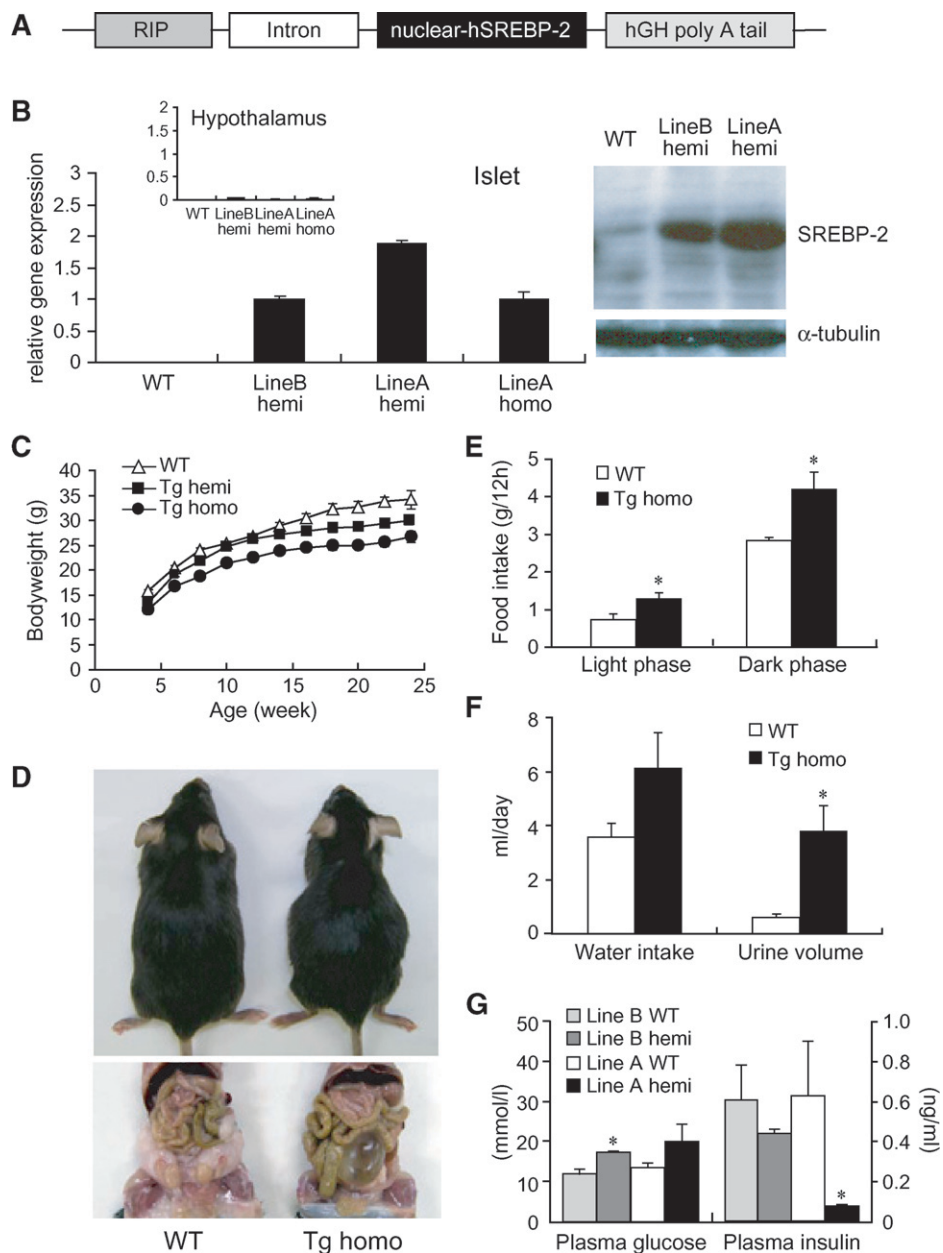 A
RIP
Intron
nuclear-hSREBP-2
hGH poly A tail
B
relative gene expression
3
2.5
2
1.5
1
0.5
0
Hypothalamus
2
1.5
1
0.5
0
WT LineB LineA LineA
hemi hemi homo
Islet
WT LineB LineA LineA
hemi hemi homo
WT LineB LineA
hemi hemi
SREBP-2
α-tubulin
C
WT
Tg hemi
Tg homo
Bodyweight (g)
40
35
30
25
20
15
10
5
0
0 5 10 15 20 25
Age (week)
D
WT Tg homo
E
Food intake (g/12h)
5
4
3
2
1
0
WT
Tg homo
*
*
Light phase Dark phase
F
ml/day
8
6
4
2
0
WT
Tg homo
*
Water intake Urine volume
G
(mmol/l)
50
40
30
20
10
0
Line B WT
Line B hemi
Line A WT
Line A hemi
*
*
1.0
0.8
0.6
0.4
0.2
0
(ng/ml)
Plasma glucose Plasma insulin